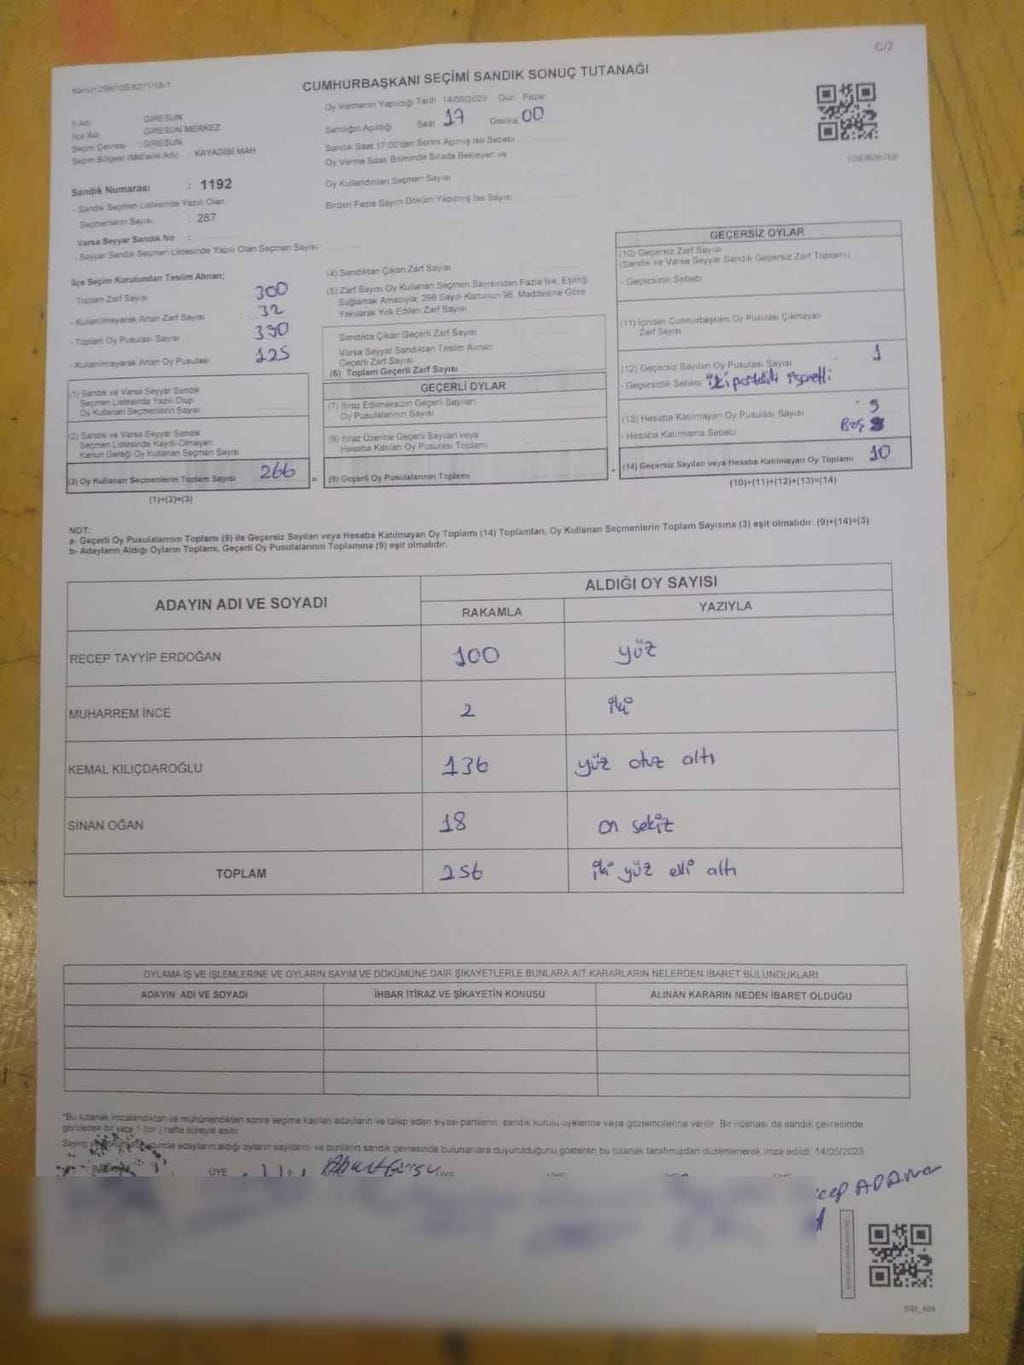 C/2
CUMHURBAŞKANI SEÇİMİ SANDIK SONUÇ TUTANAĞI
İl Adı GİRESUN
İlçe Adı GİRESUN MERKEZ
Seçim Çevresi : GİRESUN
Seçim Bölgesi (Mahalle Adı) : KAYADİBİ MAH
Sandık Numarası : 1192
- Sandık Seçmen Listesinde Yazılı Olan
Seçmenlerin Sayısı : 287
Varsa Seyyar Sandık No :
- Seyyar Sandık Seçmen Listesinde Yazılı Olan Seçmen Sayısı
Oy Vermenin Yapıldığı Tarih 14/05/2023 Gün Pazar
Sandığın Açıldığı Saat 17 Dakika 00
Sandık Saat 17:00'dan Sonra Açılmış İse Sebebi
Oy Verme Saati Bitiminde Sırada Bekleyen ve
Oy Kullandırılan Seçmen Sayısı
Birden Fazla Sayım Döküm Yapılmış İse Sayısı
İlçe Seçim Kurulundan Teslim Alınan;
- Toplam Zarf Sayısı 300
- Kullanılmayarak Artan Zarf Sayısı 32
- Toplam Oy Pusulası Sayısı 390
- Kullanılmayarak Artan Oy Pusulası 125
(1) Sandık ve Varsa Seyyar Sandık
Seçmen Listesinde Yazılı Olup
Oy Kullanan Seçmenlerin Sayısı
(2) Sandık ve Varsa Seyyar Sandık
Seçmen Listesinde Kayıtlı Olmayan
Kanun Gereği Oy Kullanan Seçmen Sayısı
(3) Oy Kullanan Seçmenlerin Toplam Sayısı 266
(1)+(2)=(3)
(4) Sandıktan Çıkan Zarf Sayısı
(5) Zarf Sayısı Oy Kullanan Seçmen Sayısından Fazla İse, Eşitliği
Sağlamak Amacıyla; 298 Sayılı Kanunun 98. Maddesine Göre
Yakılarak Yok Edilen Zarf Sayısı
Sandıkta Çıkan Geçerli Zarf Sayısı
Varsa Seyyar Sandıktan Teslim Alınan
Geçerli Zarf Sayısı
(6) Toplam Geçerli Zarf Sayısı
GEÇERLİ OYLAR
(7) İtiraz Edilmeksizin Geçerli Sayılan
Oy Pusulalarının Sayısı
(8) İtiraz Üzerine Geçerli Sayılan veya
Hesaba Katılan Oy Pusulası Toplamı
(9) Geçerli Oy Pusulalarının Toplamı
GEÇERSİZ OYLAR
(10) Geçersiz Zarf Sayısı
(Sandık ve Varsa Seyyar Sandık Geçersiz Zarf Toplamı)
- Geçersizlik Sebebi
(11) İçinden Cumhurbaşkanı Oy Pusulası Çıkmayan
Zarf Sayısı
(12) Geçersiz Sayılan Oy Pusulası Sayısı 1
- Geçersizlik Sebebi
(13) Hesaba Katılmayan Oy Pusulası Sayısı 9
- Hesaba Katılmama Sebebi Boş
(14) Geçersiz Sayılan veya Hesaba Katılmayan Oy Toplamı 10
(10)+(11)+(12)+(13)=(14)
NOT:
a- Geçerli Oy Pusulalarının Toplamı (9) ile Geçersiz Sayılan veya Hesaba Katılmayan Oy Toplamı (14) Toplamları, Oy Kullanan Seçmenlerin Toplam Sayısına (3) eşit olmalıdır. (9)+(14)=(3)
b- Adayların Aldığı Oyların Toplamı, Geçerli Oy Pusulalarının Toplamına (9) eşit olmalıdır.
ADAYIN ADI VE SOYADI ALDIĞI OY SAYISI
RAKAMLA YAZIYLA
RECEP TAYYİP ERDOĞAN 100 yüz
MUHARREM İNCE 2 iki
KEMAL KILIÇDAROĞLU 136 yüz otuz altı
SİNAN OĞAN 18 on sekiz
TOPLAM 256 iki yüz elli altı
OYLAMA İŞ VE İŞLEMLERİNE VE OYLARIN SAYIM VE DÖKÜMÜNE DAİR ŞİKAYETLERLE BUNLARA AİT KARARLARIN NELERDEN İBARET BULUNDUKLARI
ADAYIN ADI VE SOYADI İHBAR İTİRAZ VE ŞİKAYETİN KONUSU ALINAN KARARIN NEDEN İBARET OLDUĞU
"Bu tutanak imzalandıktan ve mühürlendikten sonra seçime katılan adayların ve talep eden siyasi partilerin sandık kurulu üyelerine veya gözlemcilerine verilir. Bir nüshası da sandık çevresinde
görülecek bir yere 1 (bir) hafta süreyle asılır.
adayların aldığı oyların sayılarını ve bunların sandık çevresinde bulunanlara duyurulduğunu gösteren bu tutanak tarafımızdan düzenlenerek imza edildi. 14/05/2023
ÜYE